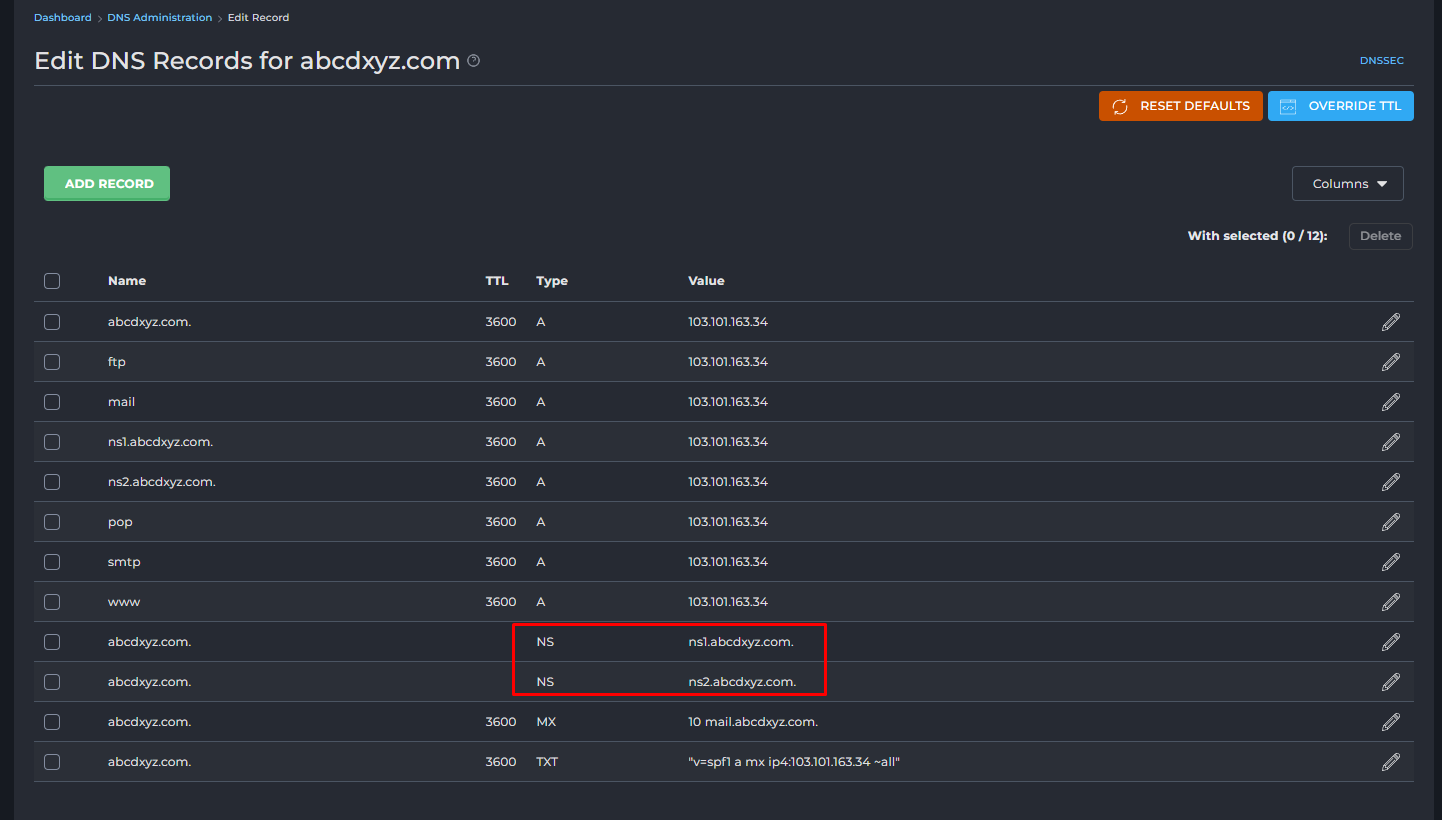 Dashboard > DNS Administration > Edit Record
Edit DNS Records for abcdxyz.com ?
DNSSEC
RESET DEFAULTS OVERRIDE TTL
ADD RECORD Columns
With selected (0 / 12): Delete
Name TTL Type Value
abcdxyz.com. 3600 A 103.101.163.34
ftp 3600 A 103.101.163.34
mail 3600 A 103.101.163.34
ns1.abcdxyz.com. 3600 A 103.101.163.34
ns2.abcdxyz.com. 3600 A 103.101.163.34
pop 3600 A 103.101.163.34
smtp 3600 A 103.101.163.34
www 3600 A 103.101.163.34
abcdxyz.com. NS ns1.abcdxyz.com.
abcdxyz.com. NS ns2.abcdxyz.com.
abcdxyz.com. 3600 MX 10 mail.abcdxyz.com.
abcdxyz.com. 3600 TXT "v=spf1 a mx ip4:103.101.163.34 ~all"